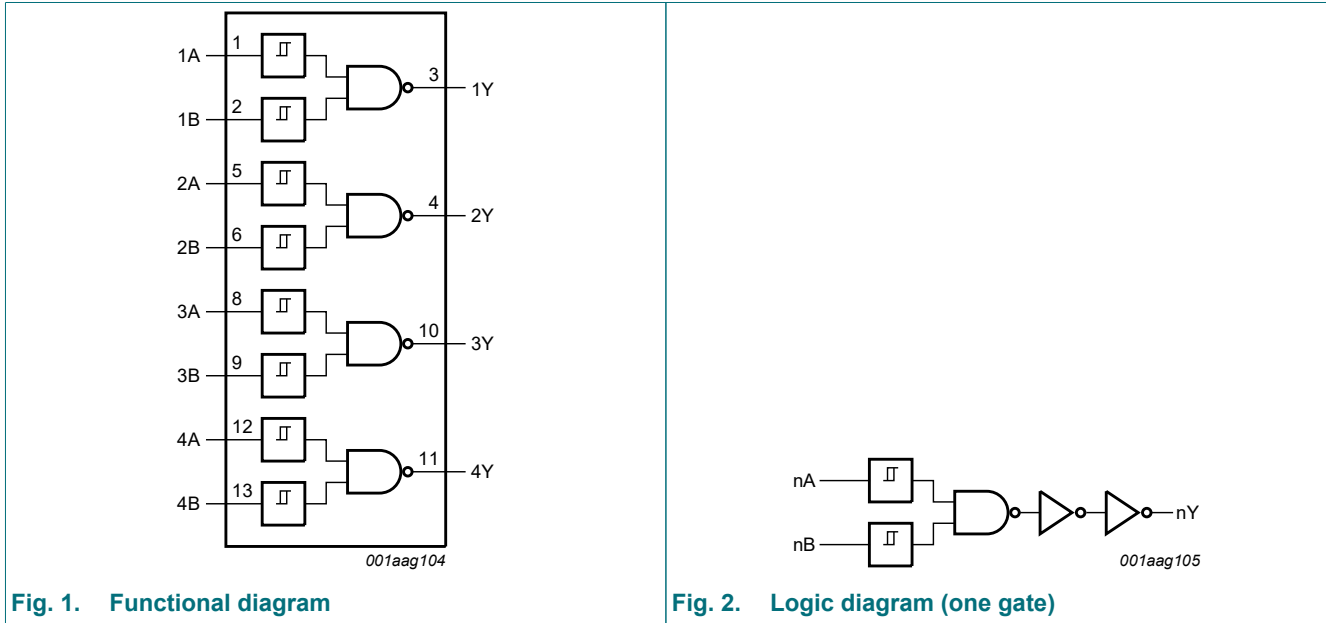 1A 1
1B 2
3 1Y
2A 5
2B 6
4 2Y
3A 8
3B 9
10 3Y
4A 12
4B 13
11 4Y
001aag104
Fig. 1. Functional diagram
nA
nB
nY
001aag105
Fig. 2. Logic diagram (one gate)